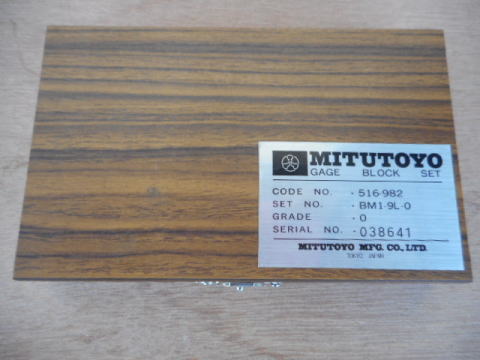 MITUTOYO
GAGE BLOCK SET
CODE NO. · 516-982
SET NO. · BM1-9L-0
GRADE · 0
SERIAL NO. · 038641
MITUTOYO MFG. CO., LTD.
TOKYO JAPAN